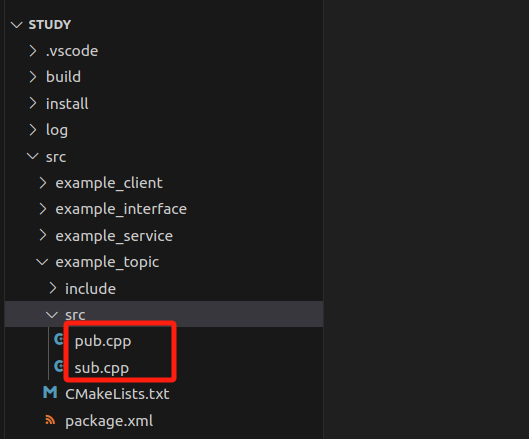 STUDY
.vscode
build
install
log
src
example_client
example_interface
example_service
example_topic
include
src
pub.cpp
sub.cpp
CMakeLists.txt
package.xml